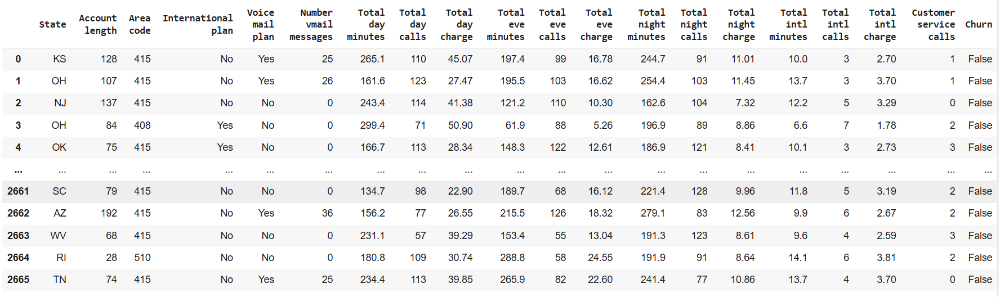 State Account length Area code International plan Voice mail plan Number vmail messages Total day minutes Total day calls Total day charge Total eve minutes Total eve calls Total eve charge Total night minutes Total night calls Total night charge Total intl minutes Total intl calls Total intl charge Customer service calls Churn
0 KS 128 415 No Yes 25 265.1 110 45.07 197.4 99 16.78 244.7 91 11.01 10.0 3 2.70 1 False
1 OH 107 415 No Yes 26 161.6 123 27.47 195.5 103 16.62 254.4 103 11.45 13.7 3 3.70 1 False
2 NJ 137 415 No No 0 243.4 114 41.38 121.2 110 10.30 162.6 104 7.32 12.2 5 3.29 0 False
3 OH 84 408 Yes No 0 299.4 71 50.90 61.9 88 5.26 196.9 89 8.86 6.6 7 1.78 2 False
4 OK 75 415 Yes No 0 166.7 113 28.34 148.3 122 12.61 186.9 121 8.41 10.1 3 2.73 3 False
... ... ... ... ... ... ... ... ... ... ... ... ... ... ... ... ... ... ... ... ...
2661 SC 79 415 No No 0 134.7 98 22.90 189.7 68 16.12 221.4 128 9.96 11.8 5 3.19 2 False
2662 AZ 192 415 No Yes 36 156.2 77 26.55 215.5 126 18.32 279.1 83 12.56 9.9 6 2.67 2 False
2663 WV 68 415 No No 0 231.1 57 39.29 153.4 55 13.04 191.3 123 8.61 9.6 4 2.59 3 False
2664 RI 28 510 No No 0 180.8 109 30.74 288.8 58 24.55 191.9 91 8.64 14.1 6 3.81 2 False
2665 TN 74 415 No Yes 25 234.4 113 39.85 265.9 82 22.60 241.4 77 10.86 13.7 4 3.70 0 False